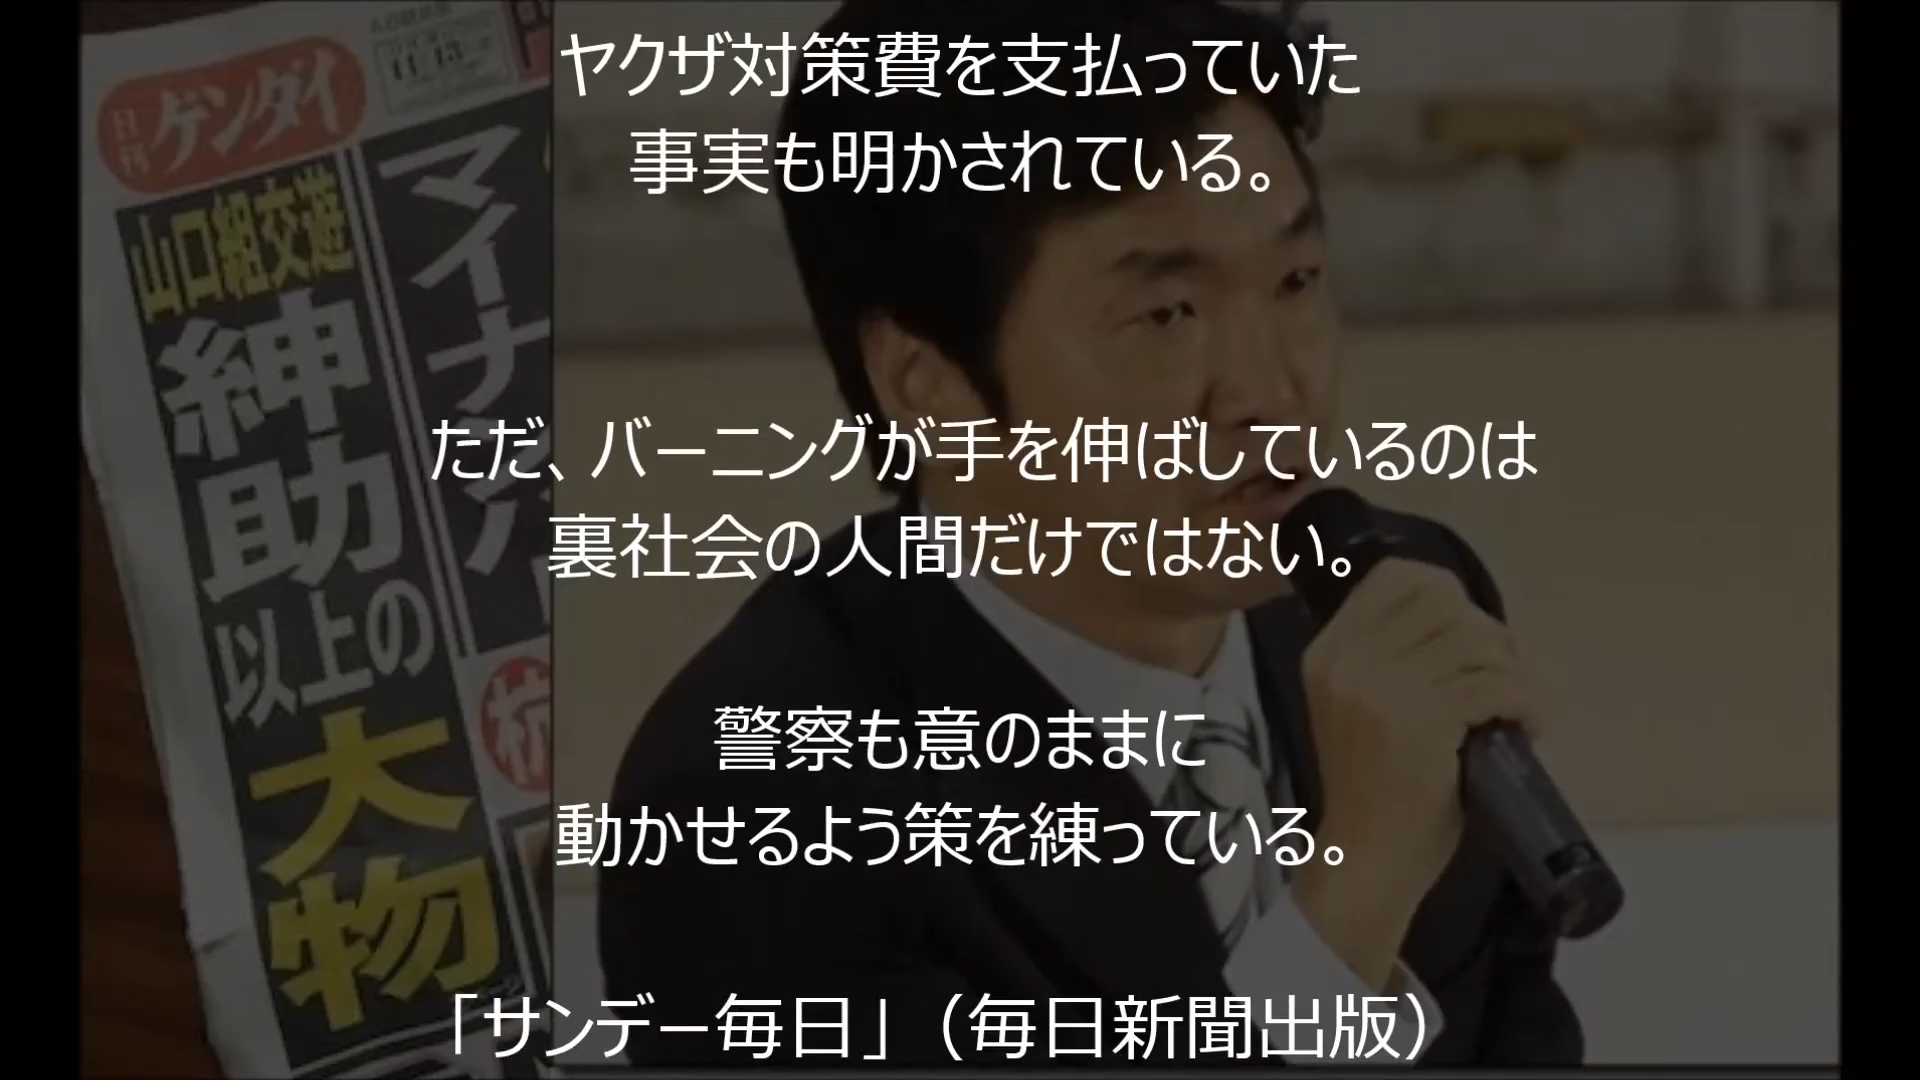 ヤクザ対策費を支払っていた
事実も明かされている。
ただ、バーニングが手を伸ばしているのは
裏社会の人間だけではない。
警察も意のままに
動かせるよう策を練っている。
「サンデー毎日」（毎日新聞出版）
日刊ゲンダイ
山口組交遊
紳助
以上の
大物
マイナ